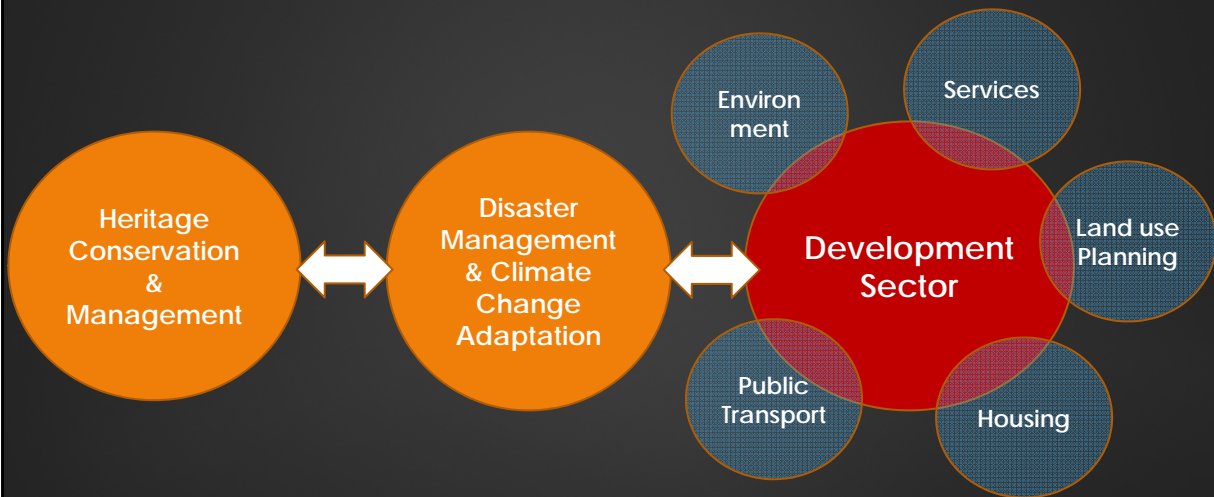 Heritage
Conservation
&
Management
Disaster
Management
& Climate
Change
Adaptation
Development
Sector
Environ
ment
Services
Land use
Planning
Housing
Public
Transport